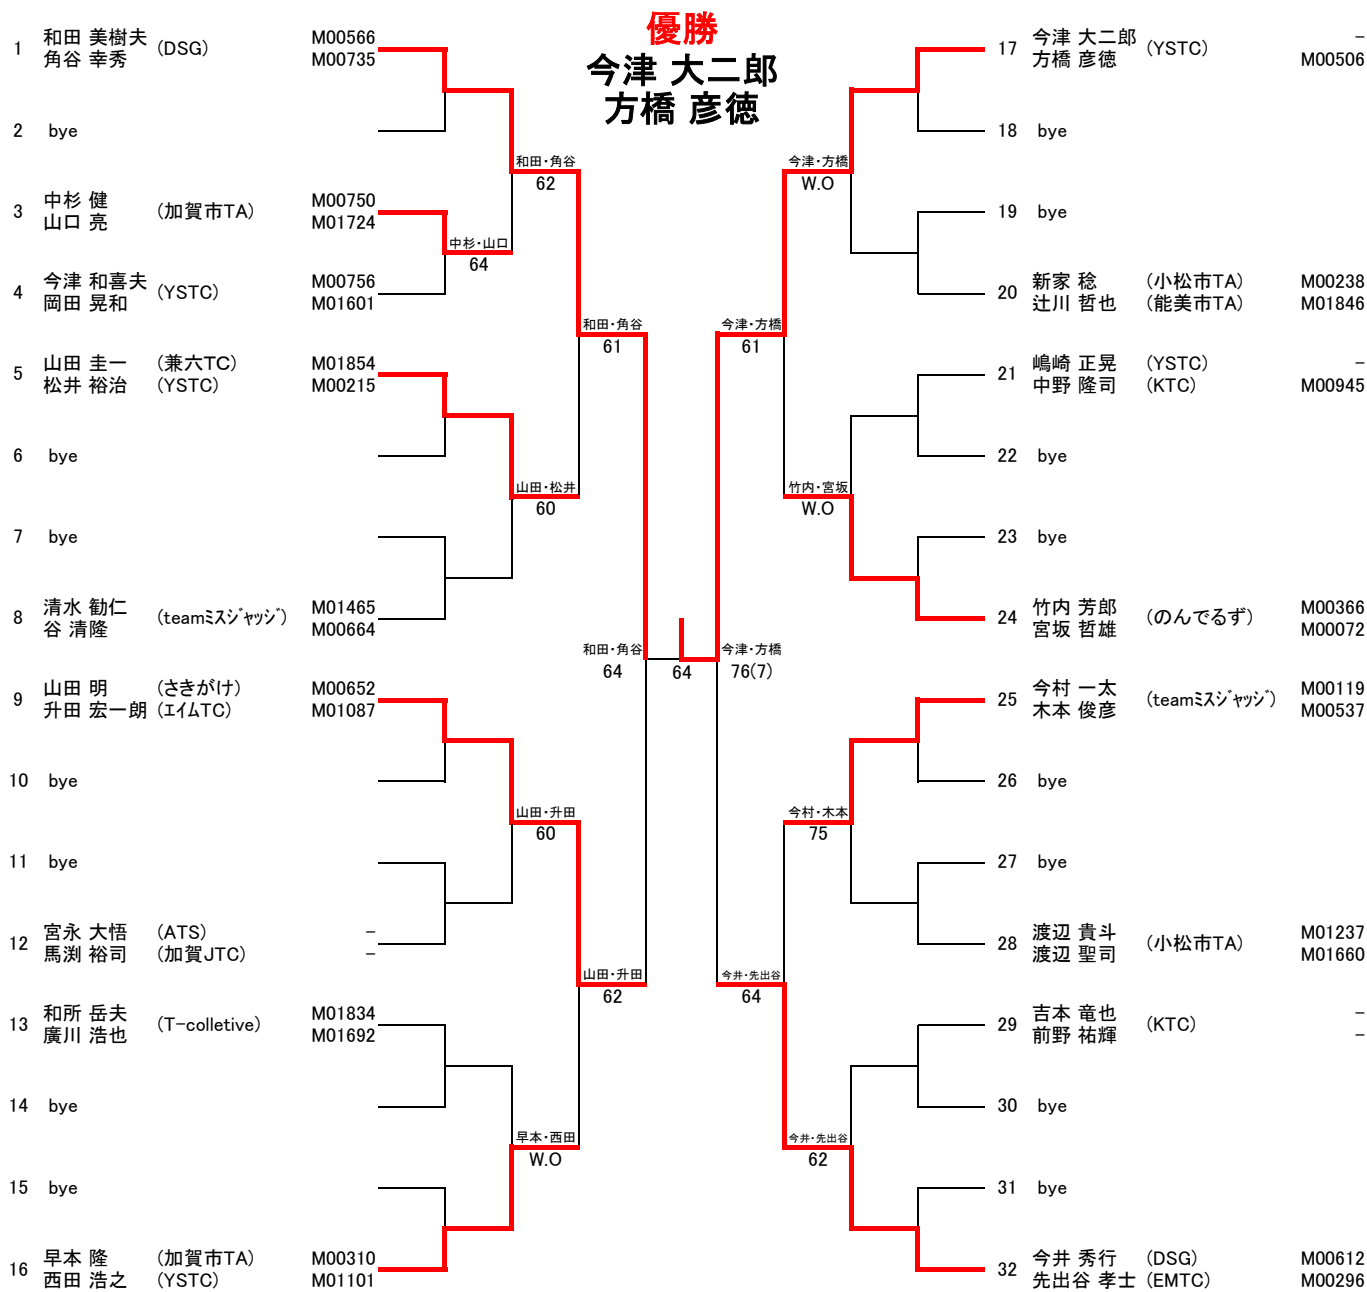 優勝
今津 大二郎
方橋 彦徳
1 和田 美樹夫 (DSG) M00566
角谷 幸秀 M00735
2 bye
3 中杉 健 (加賀市TA) M00750
山口 亮 M01724
4 今津 和喜夫 (YSTC) M00756
岡田 晃和 M01601
5 山田 圭一 (兼六TC) M01854
松井 裕治 (YSTC) M00215
6 bye
7 bye
8 清水 勧仁 (teamミスジャッジ) M01465
谷 清隆 M00664
9 山田 明 (さきがけ) M00652
升田 宏一朗 (エイムTC) M01087
10 bye
11 bye
12 宮永 大悟 (ATS) -
馬渕 裕司 (加賀JTC) -
13 和所 岳夫 (T-colletive) M01834
廣川 浩也 M01692
14 bye
15 bye
16 早本 隆 (加賀市TA) M00310
西田 浩之 (YSTC) M01101
中杉・山口
64
和田・角谷
62
山田・松井
60
山田・升田
60
早本・西田
W.O
和田・角谷
61
山田・升田
62
和田・角谷
64
64
今津・方橋
76(7)
今津・方橋
61
今井・先出谷
64
今津・方橋
W.O
竹内・宮坂
W.O
今村・木本
75
今井・先出谷
62
17 今津 大二郎 (YSTC) -
方橋 彦徳 M00506
18 bye
19 bye
20 新家 稔 (小松市TA) M00238
辻川 哲也 (能美市TA) M01846
21 嶋崎 正晃 (YSTC) -
中野 隆司 (KTC) M00945
22 bye
23 bye
24 竹内 芳郎 (のんでるず) M00366
宮坂 哲雄 M00072
25 今村 一太 (teamミスジャッジ) M00119
木本 俊彦 M00537
26 bye
27 bye
28 渡辺 貴斗 (小松市TA) M01237
渡辺 聖司 M01660
29 吉本 竜也 (KTC) -
前野 祐輝 -
30 bye
31 bye
32 今井 秀行 (DSG) M00612
先出谷 孝士 (EMTC) M00296